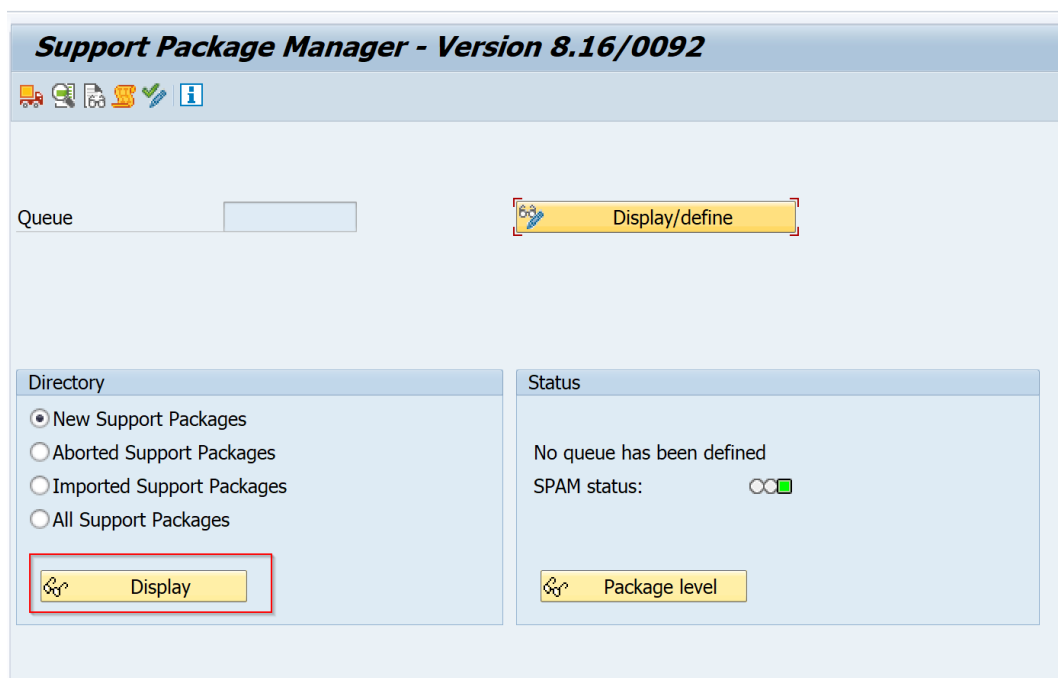 Support Package Manager - Version 8.16/0092
Queue
Display/define
Directory
New Support Packages
Aborted Support Packages
Imported Support Packages
All Support Packages
Display
Status
No queue has been defined
SPAM status:
Package level